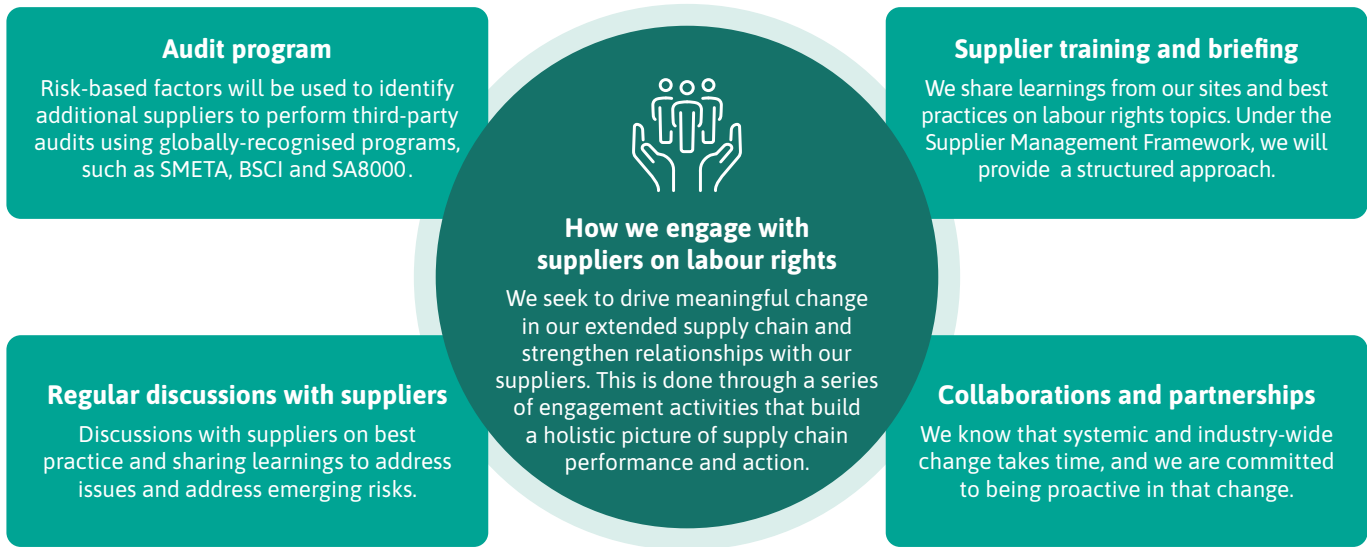 Audit program
Risk-based factors will be used to identify
additional suppliers to perform third-party
audits using globally-recognised programs,
such as SMETA, BSCI and SA8000.
Supplier training and briefing
We share learnings from our sites and best
practices on labour rights topics. Under the
Supplier Management Framework, we will
provide a structured approach.
How we engage with
suppliers on labour rights
We seek to drive meaningful change
in our extended supply chain and
strengthen relationships with our
suppliers. This is done through a series
of engagement activities that build
a holistic picture of supply chain
performance and action.
Regular discussions with suppliers
Discussions with suppliers on best
practice and sharing learnings to address
issues and address emerging risks.
Collaborations and partnerships
We know that systemic and industry-wide
change takes time, and we are committed
to being proactive in that change.